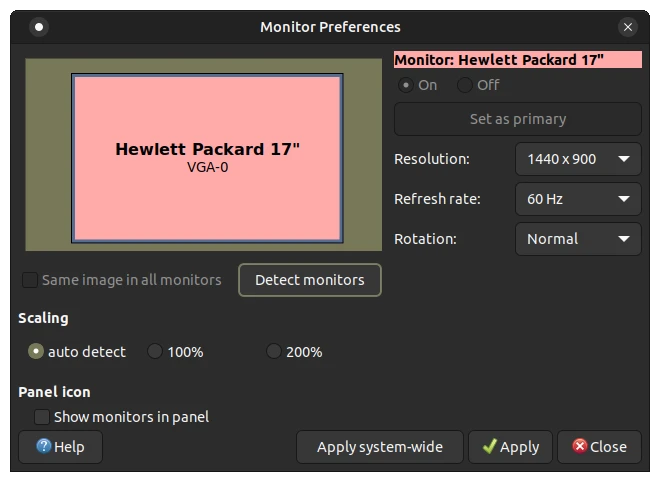 Monitor Preferences
Hewlett Packard 17"
VGA-0
Monitor: Hewlett Packard 17"
On Off
Set as primary
Resolution: 1440 x 900
Refresh rate: 60 Hz
Rotation: Normal
Same image in all monitors Detect monitors
Scaling
auto detect 100% 200%
Panel icon
Show monitors in panel
Help Apply system-wide Apply Close